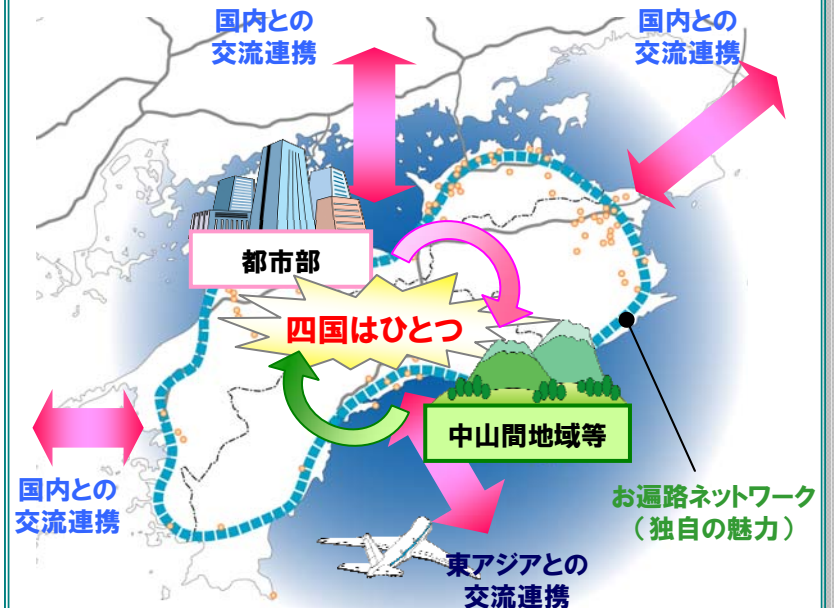 国内との
交流連携
国内との
交流連携
都市部
四国はひとつ
中山間地域等
国内との
交流連携
お遍路ネットワーク
（独自の魅力）
東アジアとの
交流連携